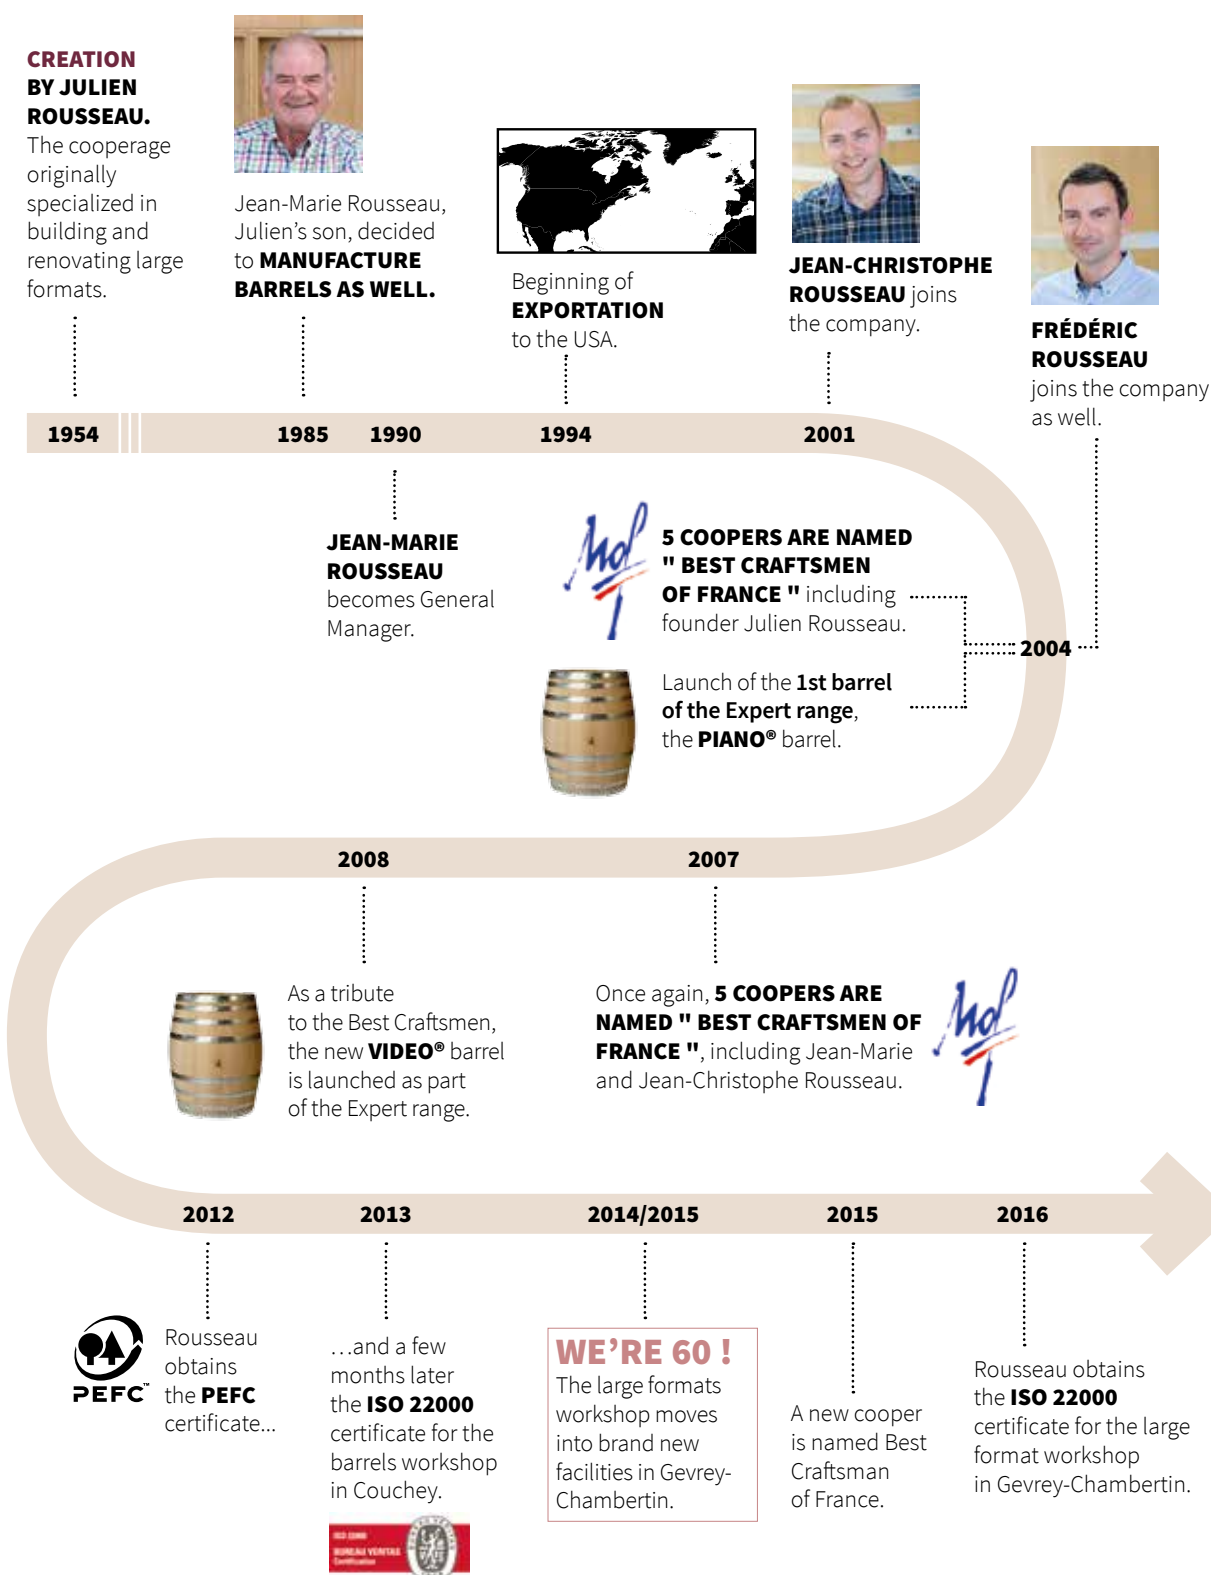 CREATION
BY JULIEN
ROUSSEAU.
The cooperage
originally
specialized in
building and
renovating large
formats.
Jean-Marie Rousseau,
Julien's son, decided
to MANUFACTURE
BARRELS AS WELL.
Beginning of
EXPORTATION
to the USA.
JEAN-CHRISTOPHE
ROUSSEAU joins
the company.
FRÉDÉRIC
ROUSSEAU
joins the company
as well.
1954
1985
1990
1994
2001
JEAN-MARIE
ROUSSEAU
becomes General
Manager.
5 COOPERS ARE NAMED
" BEST CRAFTSMEN
OF FRANCE " including
founder Julien Rousseau.
2004
Launch of the 1st barrel
of the Expert range,
the PIANO® barrel.
2008
2007
As a tribute
to the Best Craftsmen,
the new VIDEO® barrel
is launched as part
of the Expert range.
Once again, 5 COOPERS ARE
NAMED " BEST CRAFTSMEN OF
FRANCE ", including Jean-Marie
and Jean-Christophe Rousseau.
2012
2013
2014/2015
2015
2016
PEFC™
Rousseau
obtains
the PEFC
certificate...
…and a few
months later
the ISO 22000
certificate for the
barrels workshop
in Couchey.
ISO 22000
BUREAU VERITAS
Certification
WE'RE 60 !
The large formats
workshop moves
into brand new
facilities in Gevrey-
Chambertin.
A new cooper
is named Best
Craftsman
of France.
Rousseau obtains
the ISO 22000
certificate for the large
format workshop
in Gevrey-Chambertin.